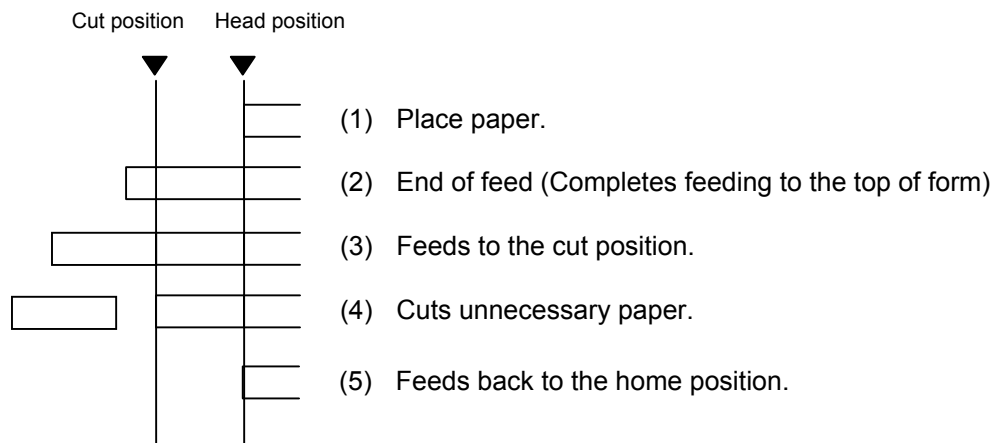 Cut position Head position
(1) Place paper.
(2) End of feed (Completes feeding to the top of form)
(3) Feeds to the cut position.
(4) Cuts unnecessary paper.
(5) Feeds back to the home position.